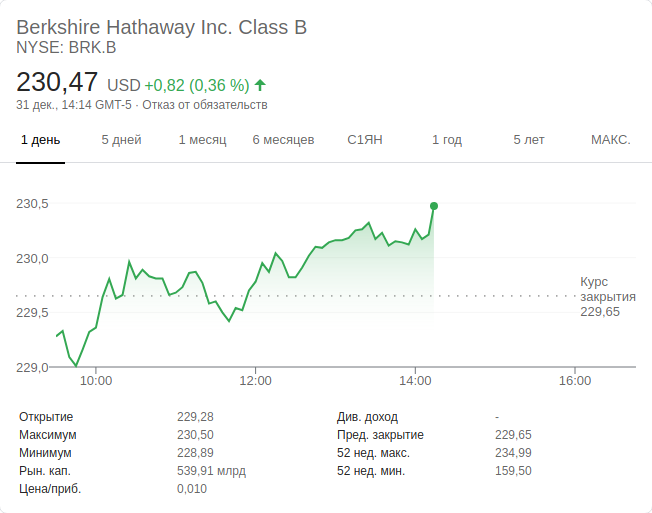 Berkshire Hathaway Inc. Class B
NYSE: BRK.B
230,47 USD +0,82 (0,36 %)
31 дек., 14:14 GMT-5 · Отказ от обязательств
1 день 5 дней 1 месяц 6 месяцев С1ЯН 1 год 5 лет МАКС.
230,5
230,0
Курс
закрытия
229,65
229,5
229,0
10:00 12:00 14:00 16:00
Открытие 229,28 Див. доход -
Максимум 230,50 Пред. закрытие 229,65
Минимум 228,89 52 нед. макс. 234,99
Рын. кап. 539,91 млрд 52 нед. мин. 159,50
Цена/приб. 0,010